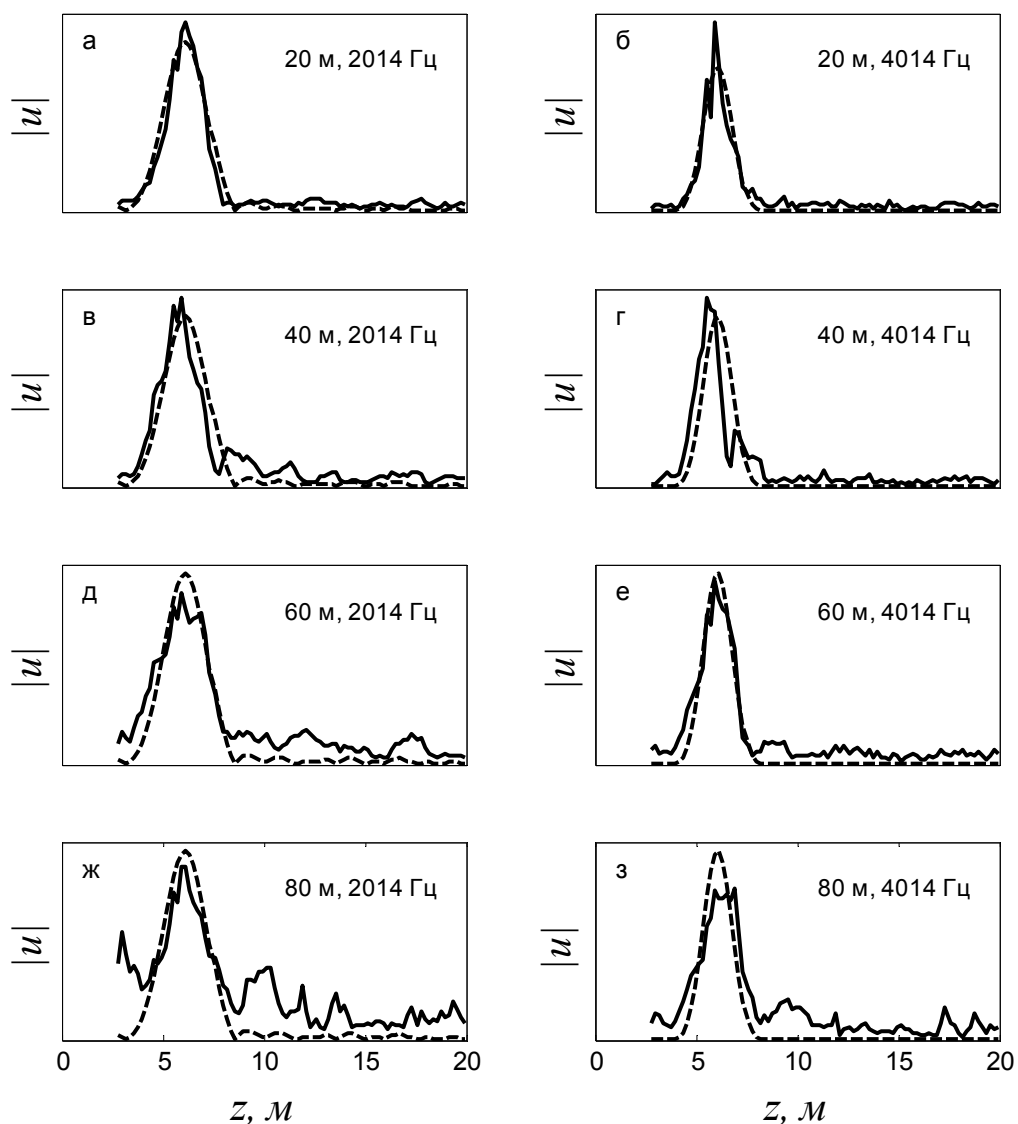 а
20 м, 2014 Гц
|u|
б
20 м, 4014 Гц
|u|
в
40 м, 2014 Гц
|u|
г
40 м, 4014 Гц
|u|
д
60 м, 2014 Гц
|u|
е
60 м, 4014 Гц
|u|
ж
80 м, 2014 Гц
|u|
0 5 10 15 20
z, м
з
80 м, 4014 Гц
|u|
0 5 10 15 20
z, м